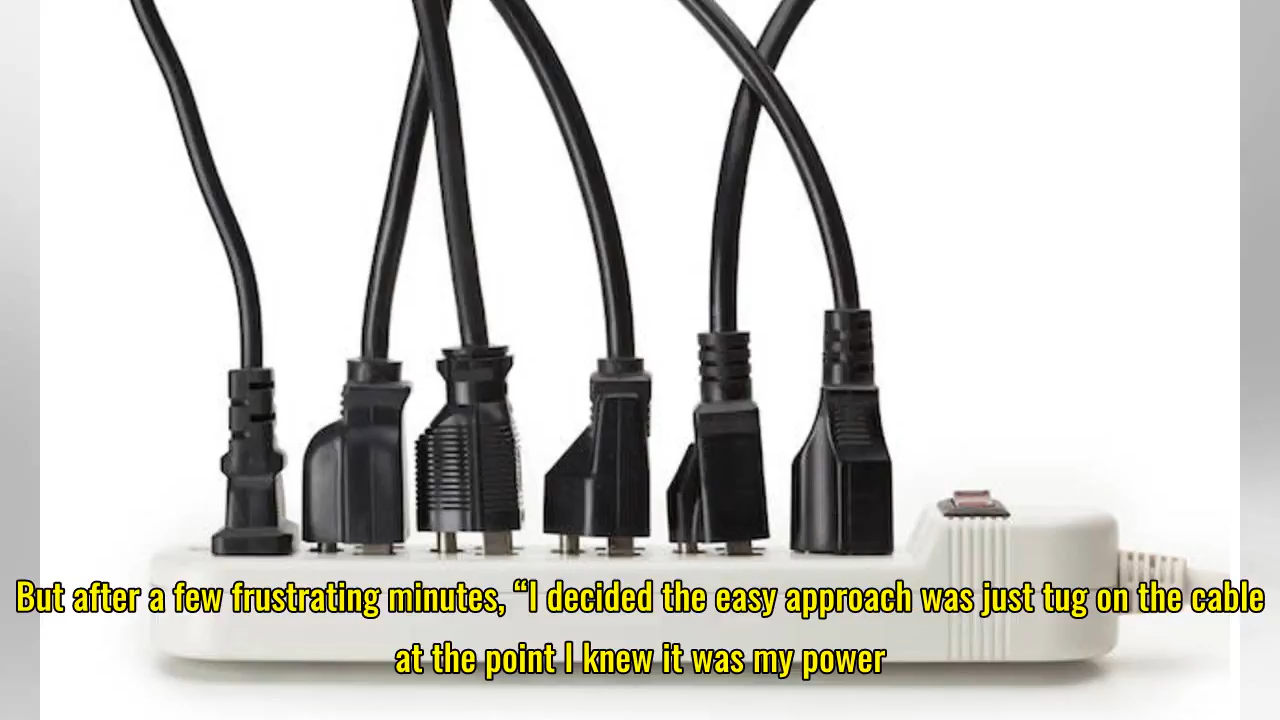 But after a few frustrating minutes, “I decided the easy approach was just tug on the cable
at the point I knew it was my power